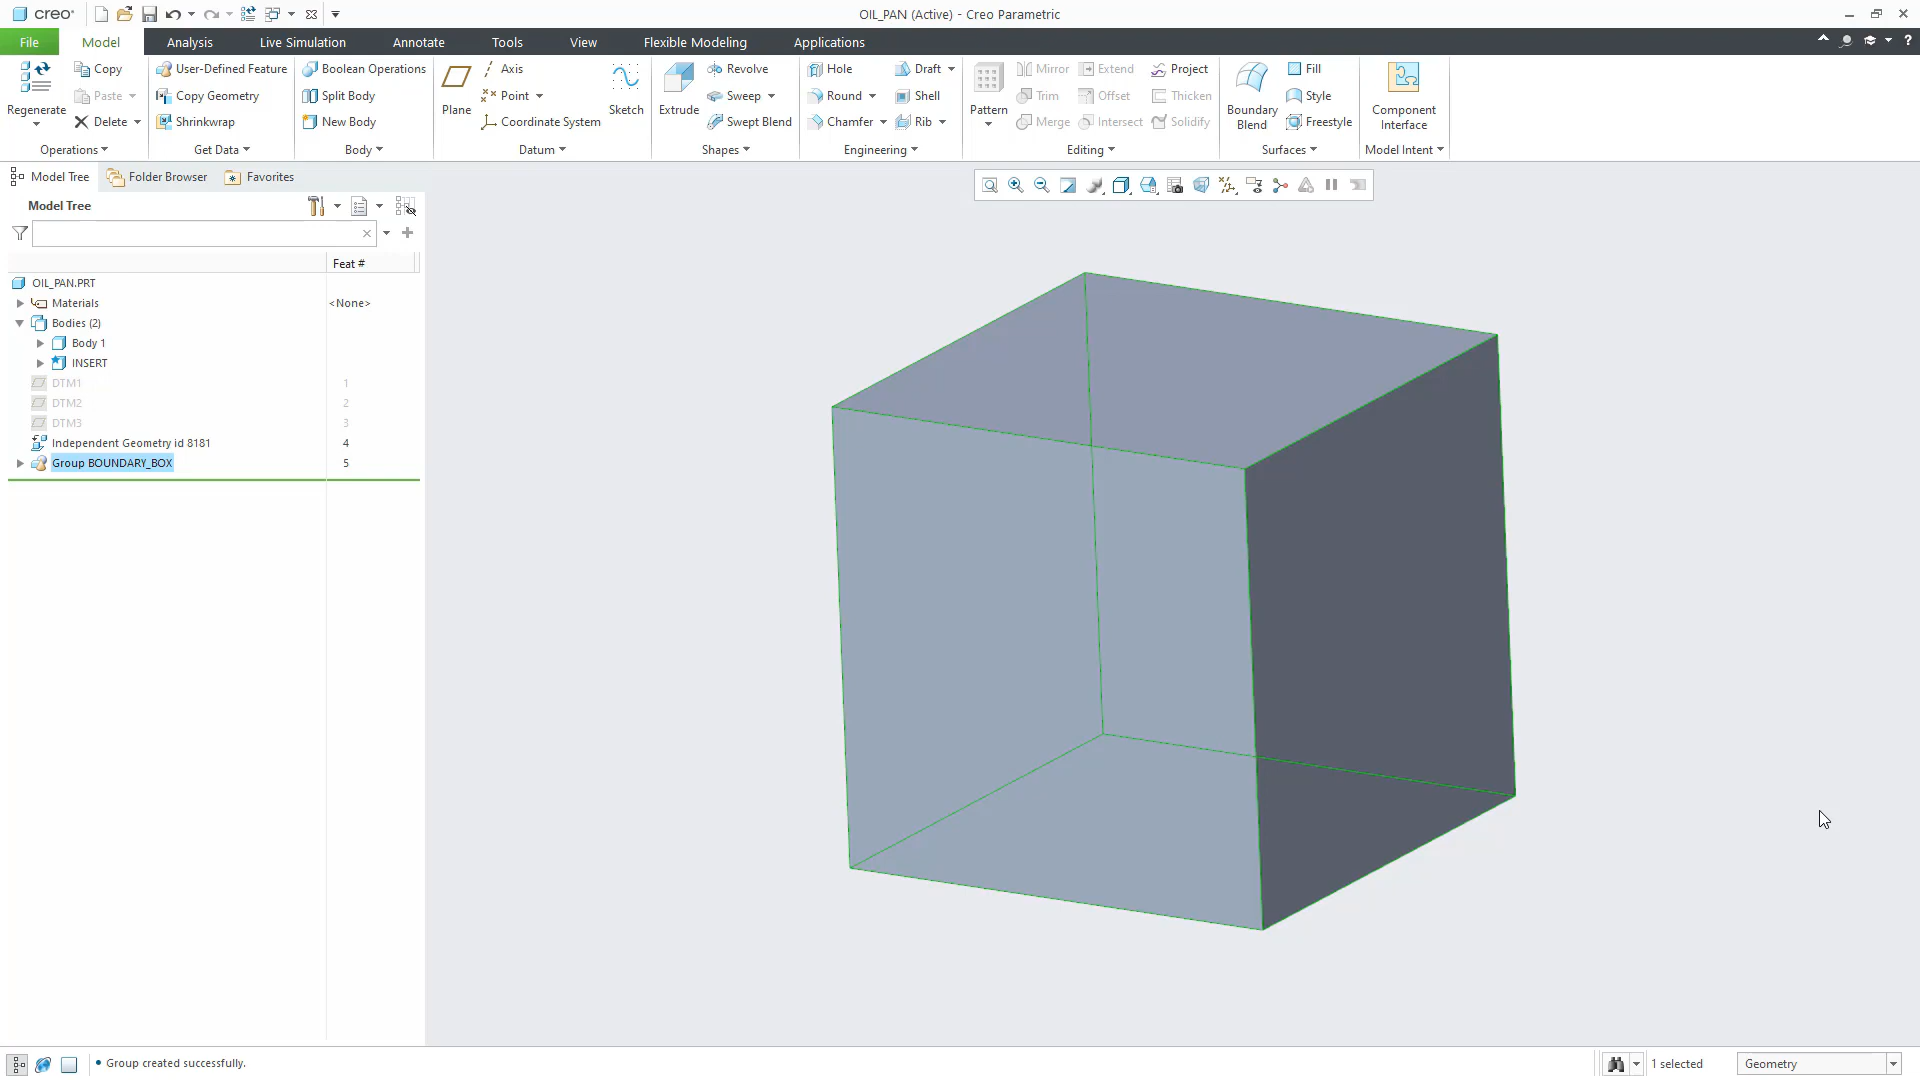 creo
OIL_PAN (Active) - Creo Parametric
File
Model
Analysis
Live Simulation
Annotate
Tools
View
Flexible Modeling
Applications
?
Regenerate
Copy
Paste
Delete
Operations
User-Defined Feature
Copy Geometry
Shrinkwrap
Get Data
Boolean Operations
Split Body
New Body
Body
Plane
Axis
Point
Coordinate System
Sketch
Datum
Extrude
Revolve
Sweep
Swept Blend
Shapes
Hole
Draft
Round
Shell
Chamfer
Rib
Engineering
Pattern
Mirror
Extend
Project
Trim
Offset
Thicken
Merge
Intersect
Solidify
Editing
Boundary
Blend
Fill
Style
Freestyle
Surfaces
Component
Interface
Model Intent
Model Tree
Folder Browser
Favorites
Model Tree
Feat #
OIL_PAN.PRT
Materials
<None>
Bodies (2)
Body 1
INSERT
DTM1 1
DTM2 2
DTM3 3
Independent Geometry id 8181 4
Group BOUNDARY_BOX 5
• Group created successfully.
1 selected
Geometry